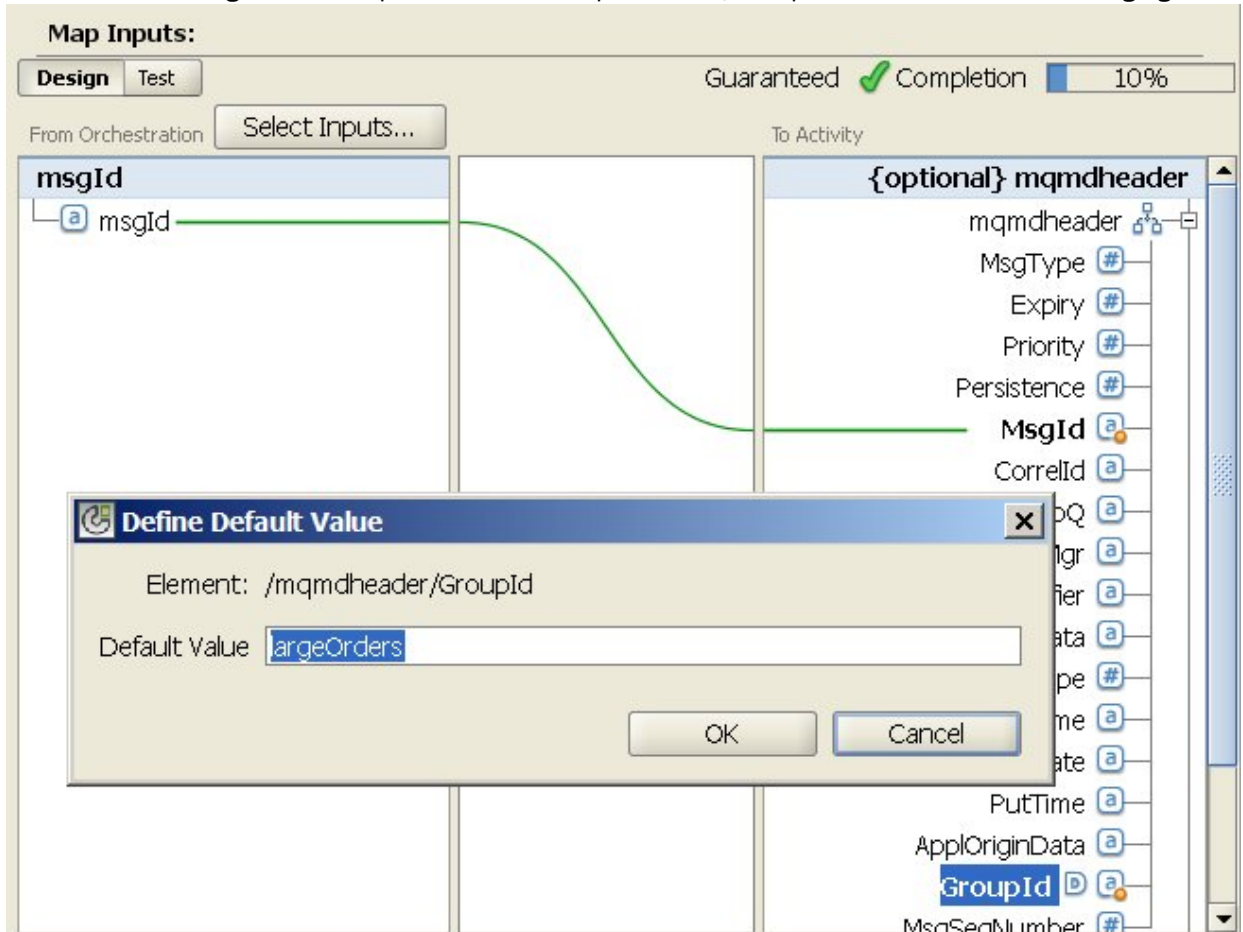 Map Inputs:
Design Test Guaranteed Completion 10%
From Orchestration Select Inputs... To Activity
msgId {optional} mqmdheader
msgId mqmdheader
MsgType
Expiry
Priority
Persistence
MsgId
CorrelId
Define Default Value
Element: /mqmdheader/GroupId
Default Value largeOrders
OK Cancel
PutTime
ApplOriginData
GroupId D
MsgSeqNumber